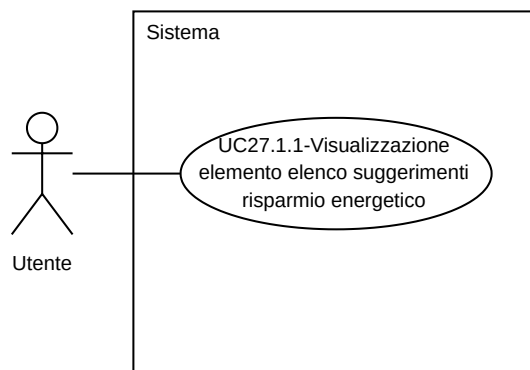 Sistema
UC27.1.1-Visualizzazione
elemento elenco suggerimenti
risparmio energetico
Utente